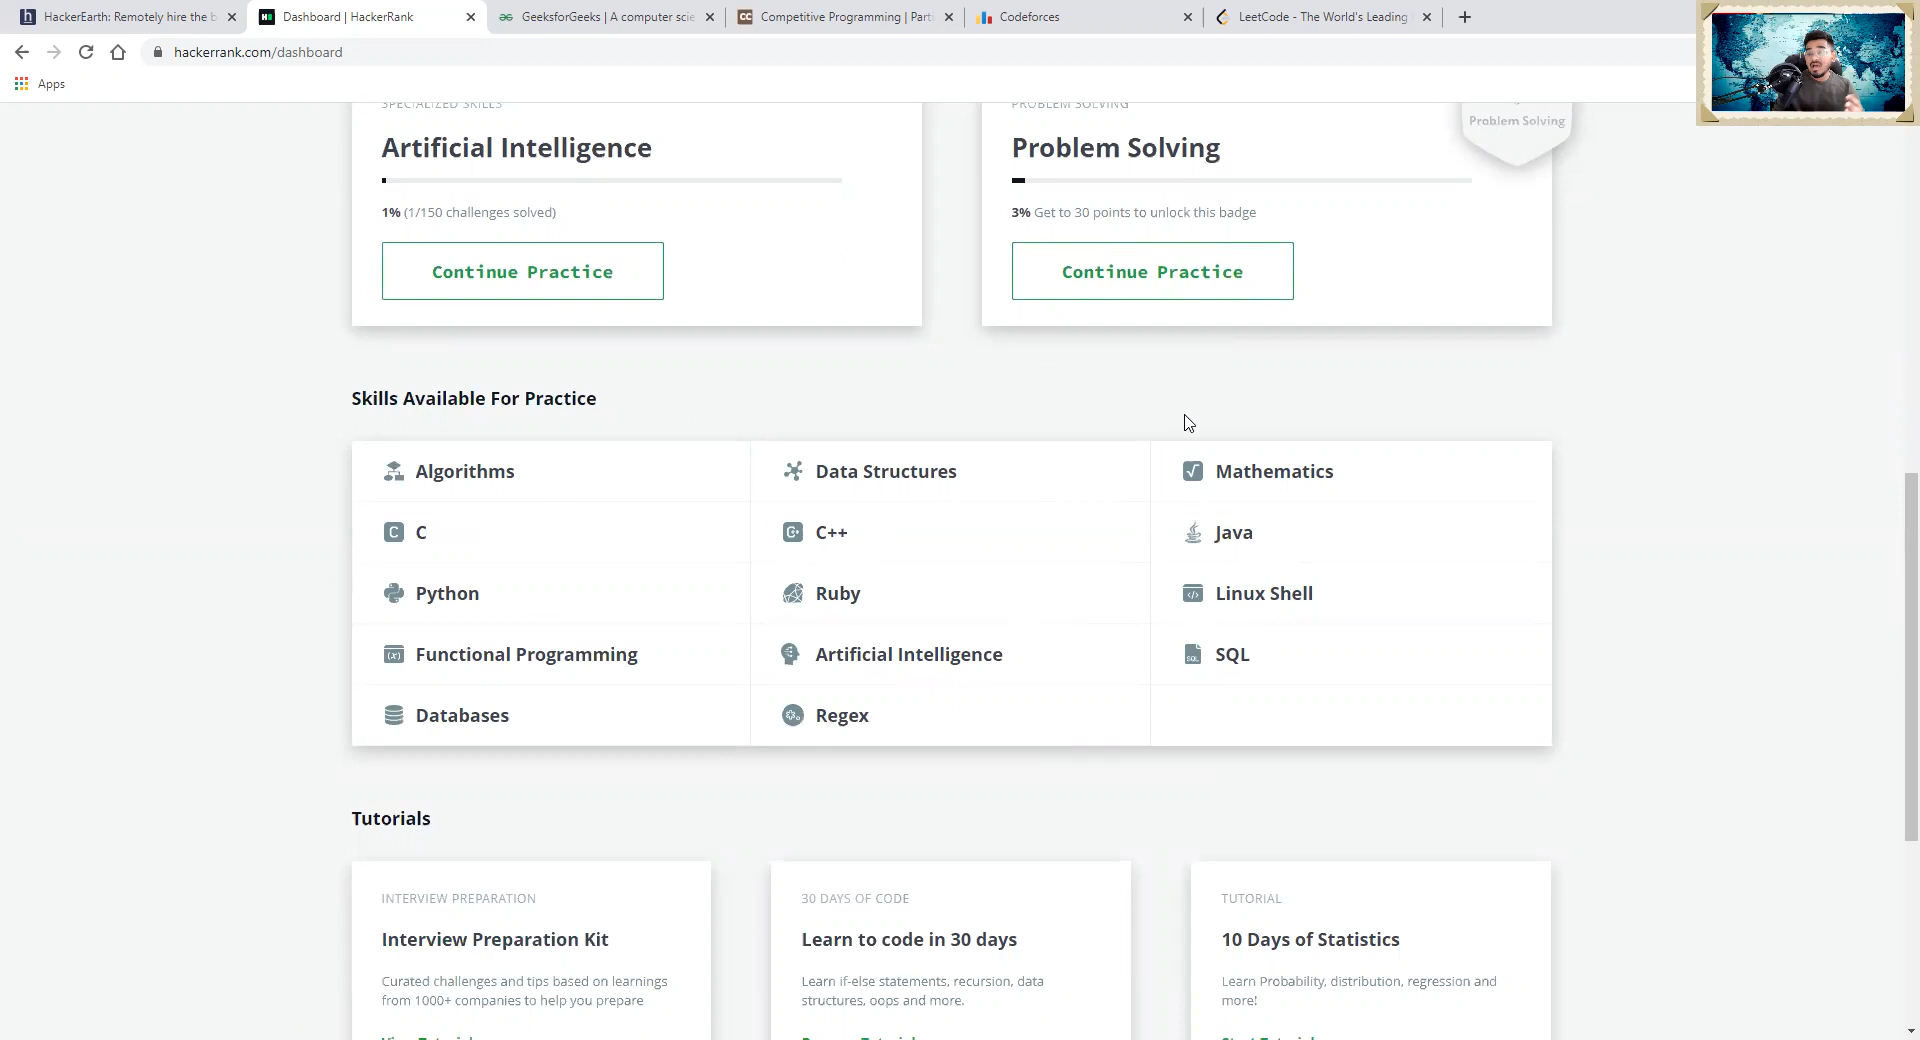 HackerEarth: Remotely hire the b
Dashboard | HackerRank
GeeksforGeeks | A computer scie
Competitive Programming | Parti
Codeforces
LeetCode - The World's Leading
hackerrank.com/dashboard
Apps
SPECIALIZED SKILLS
PROBLEM SOLVING
Problem Solving
Artificial Intelligence
Problem Solving
1% (1/150 challenges solved)
3% Get to 30 points to unlock this badge
Continue Practice
Continue Practice
Skills Available For Practice
Algorithms
Data Structures
Mathematics
C
C++
Java
Python
Ruby
Linux Shell
Functional Programming
Artificial Intelligence
SQL
Databases
Regex
Tutorials
INTERVIEW PREPARATION
30 DAYS OF CODE
TUTORIAL
Interview Preparation Kit
Learn to code in 30 days
10 Days of Statistics
Curated challenges and tips based on learnings
from 1000+ companies to help you prepare
Learn if-else statements, recursion, data
structures, oops and more.
Learn Probability, distribution, regression and
more!